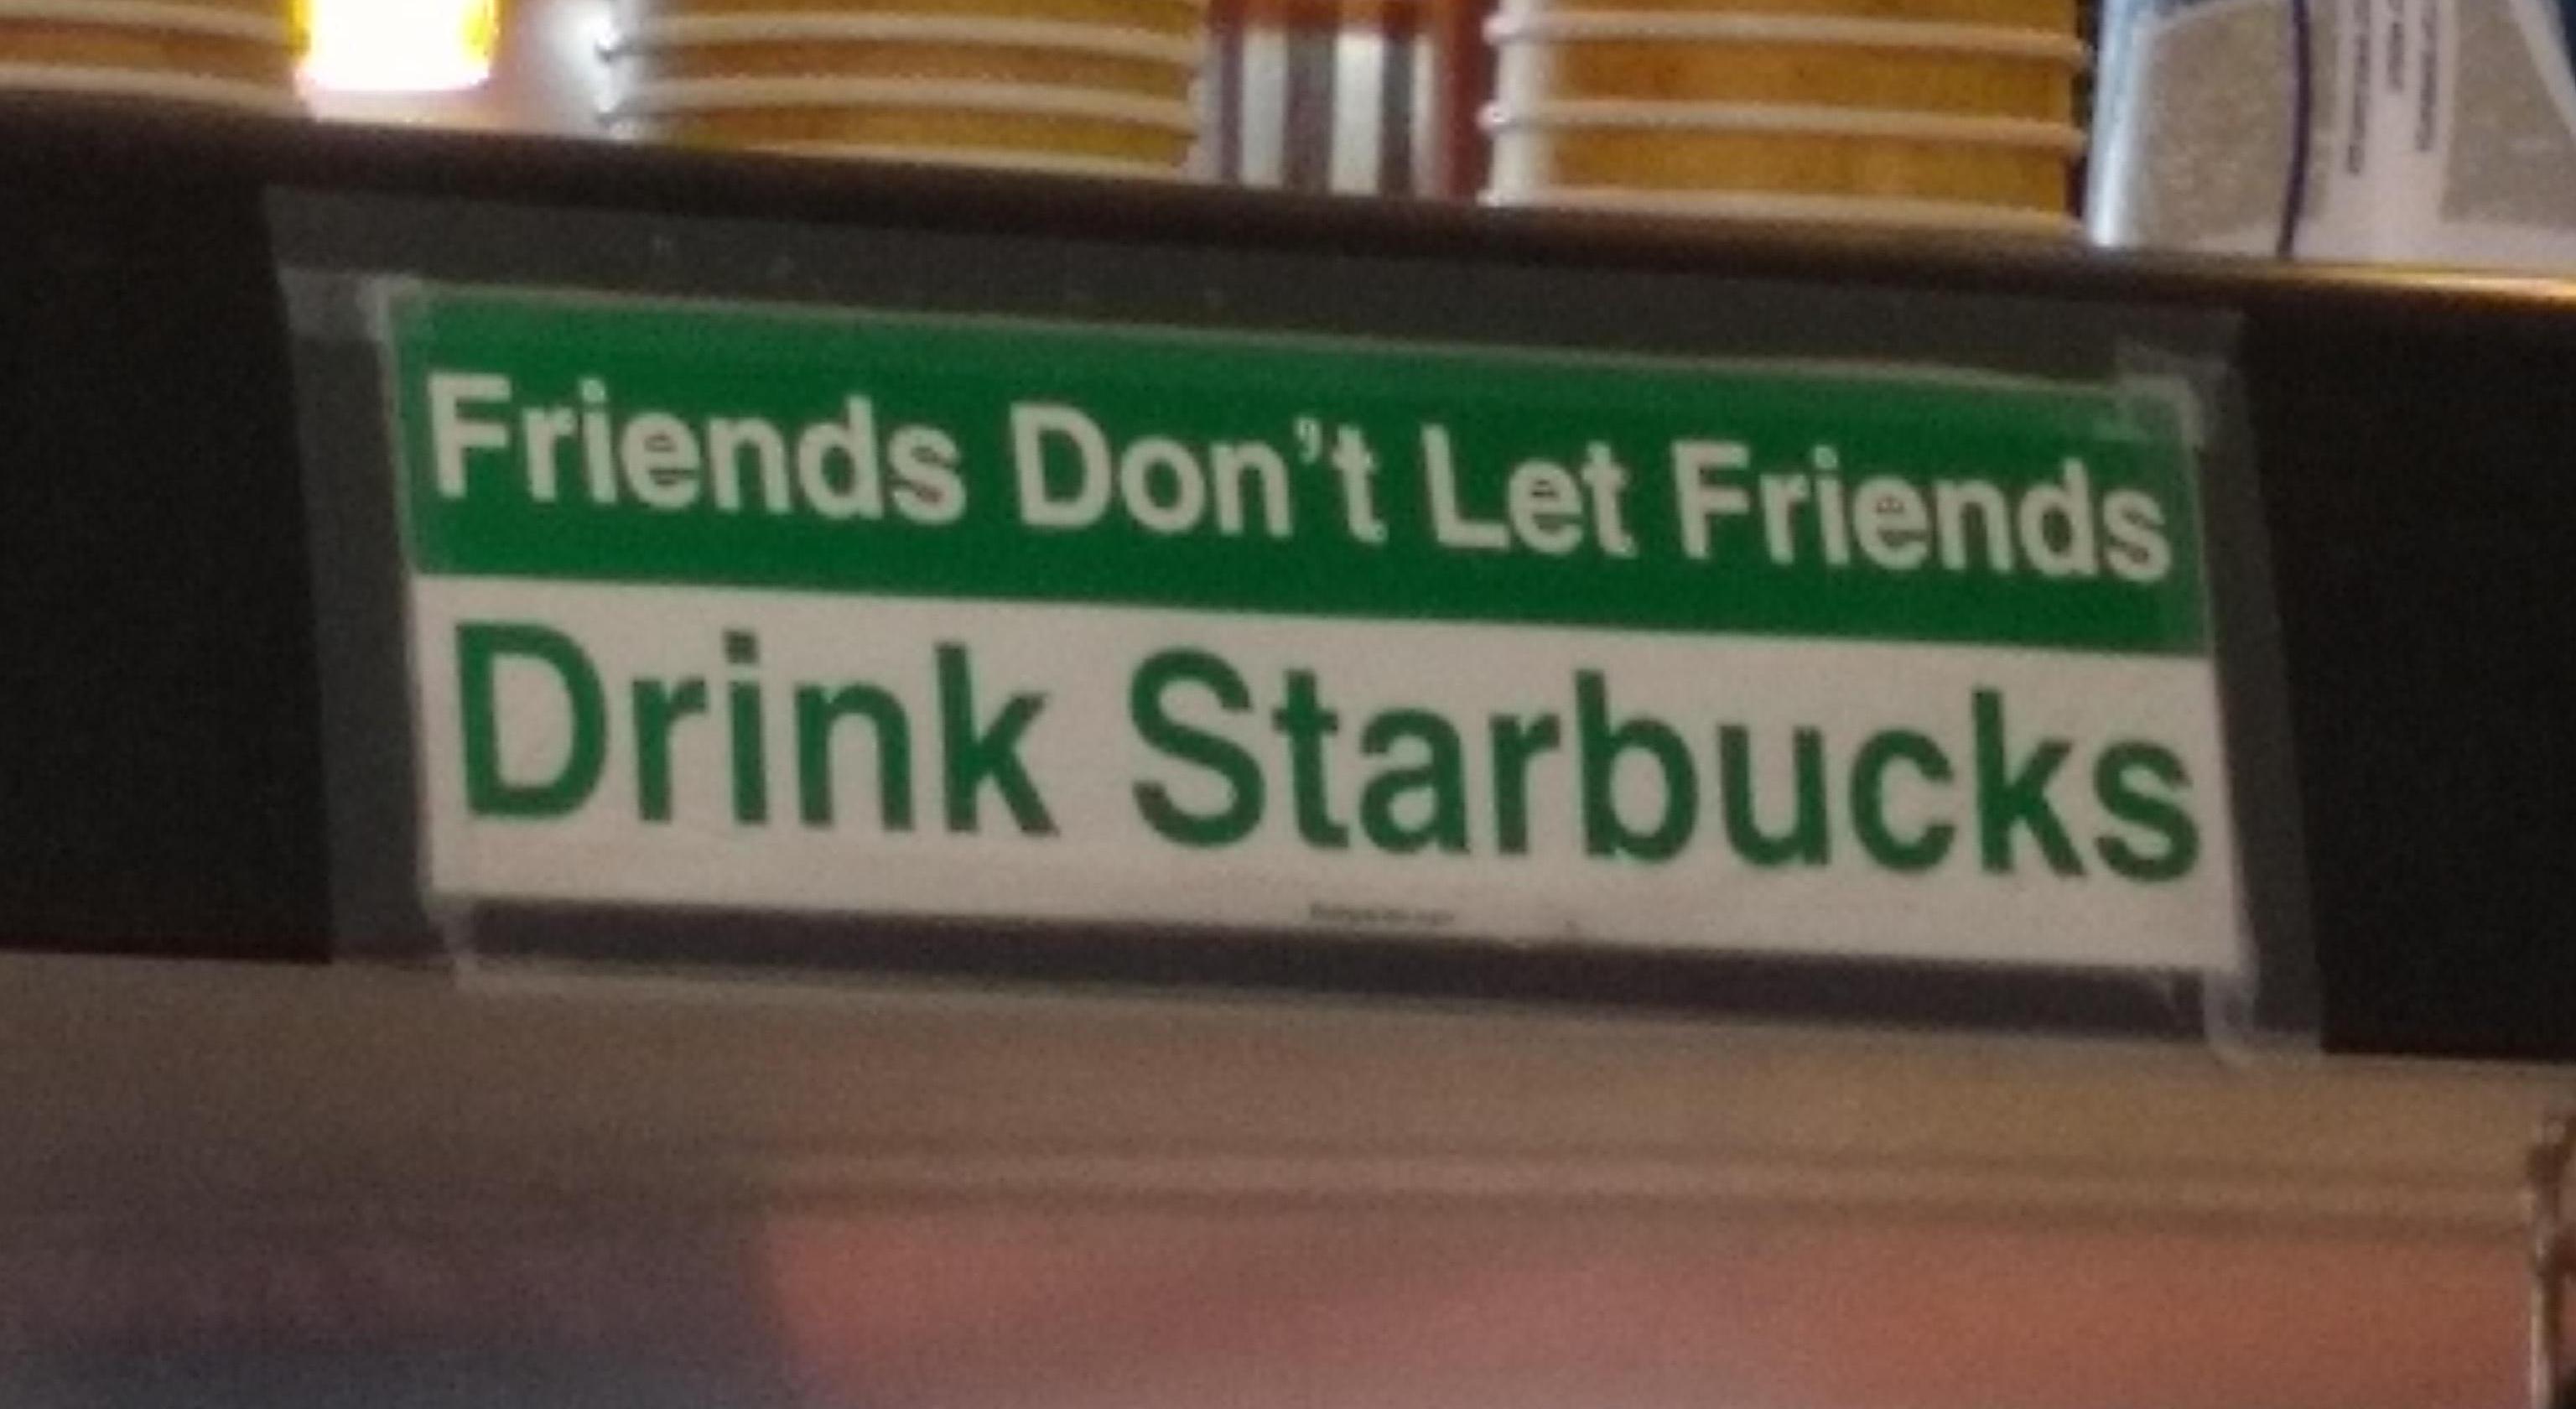 Friends Don't Let Friends
Drink Starbucks